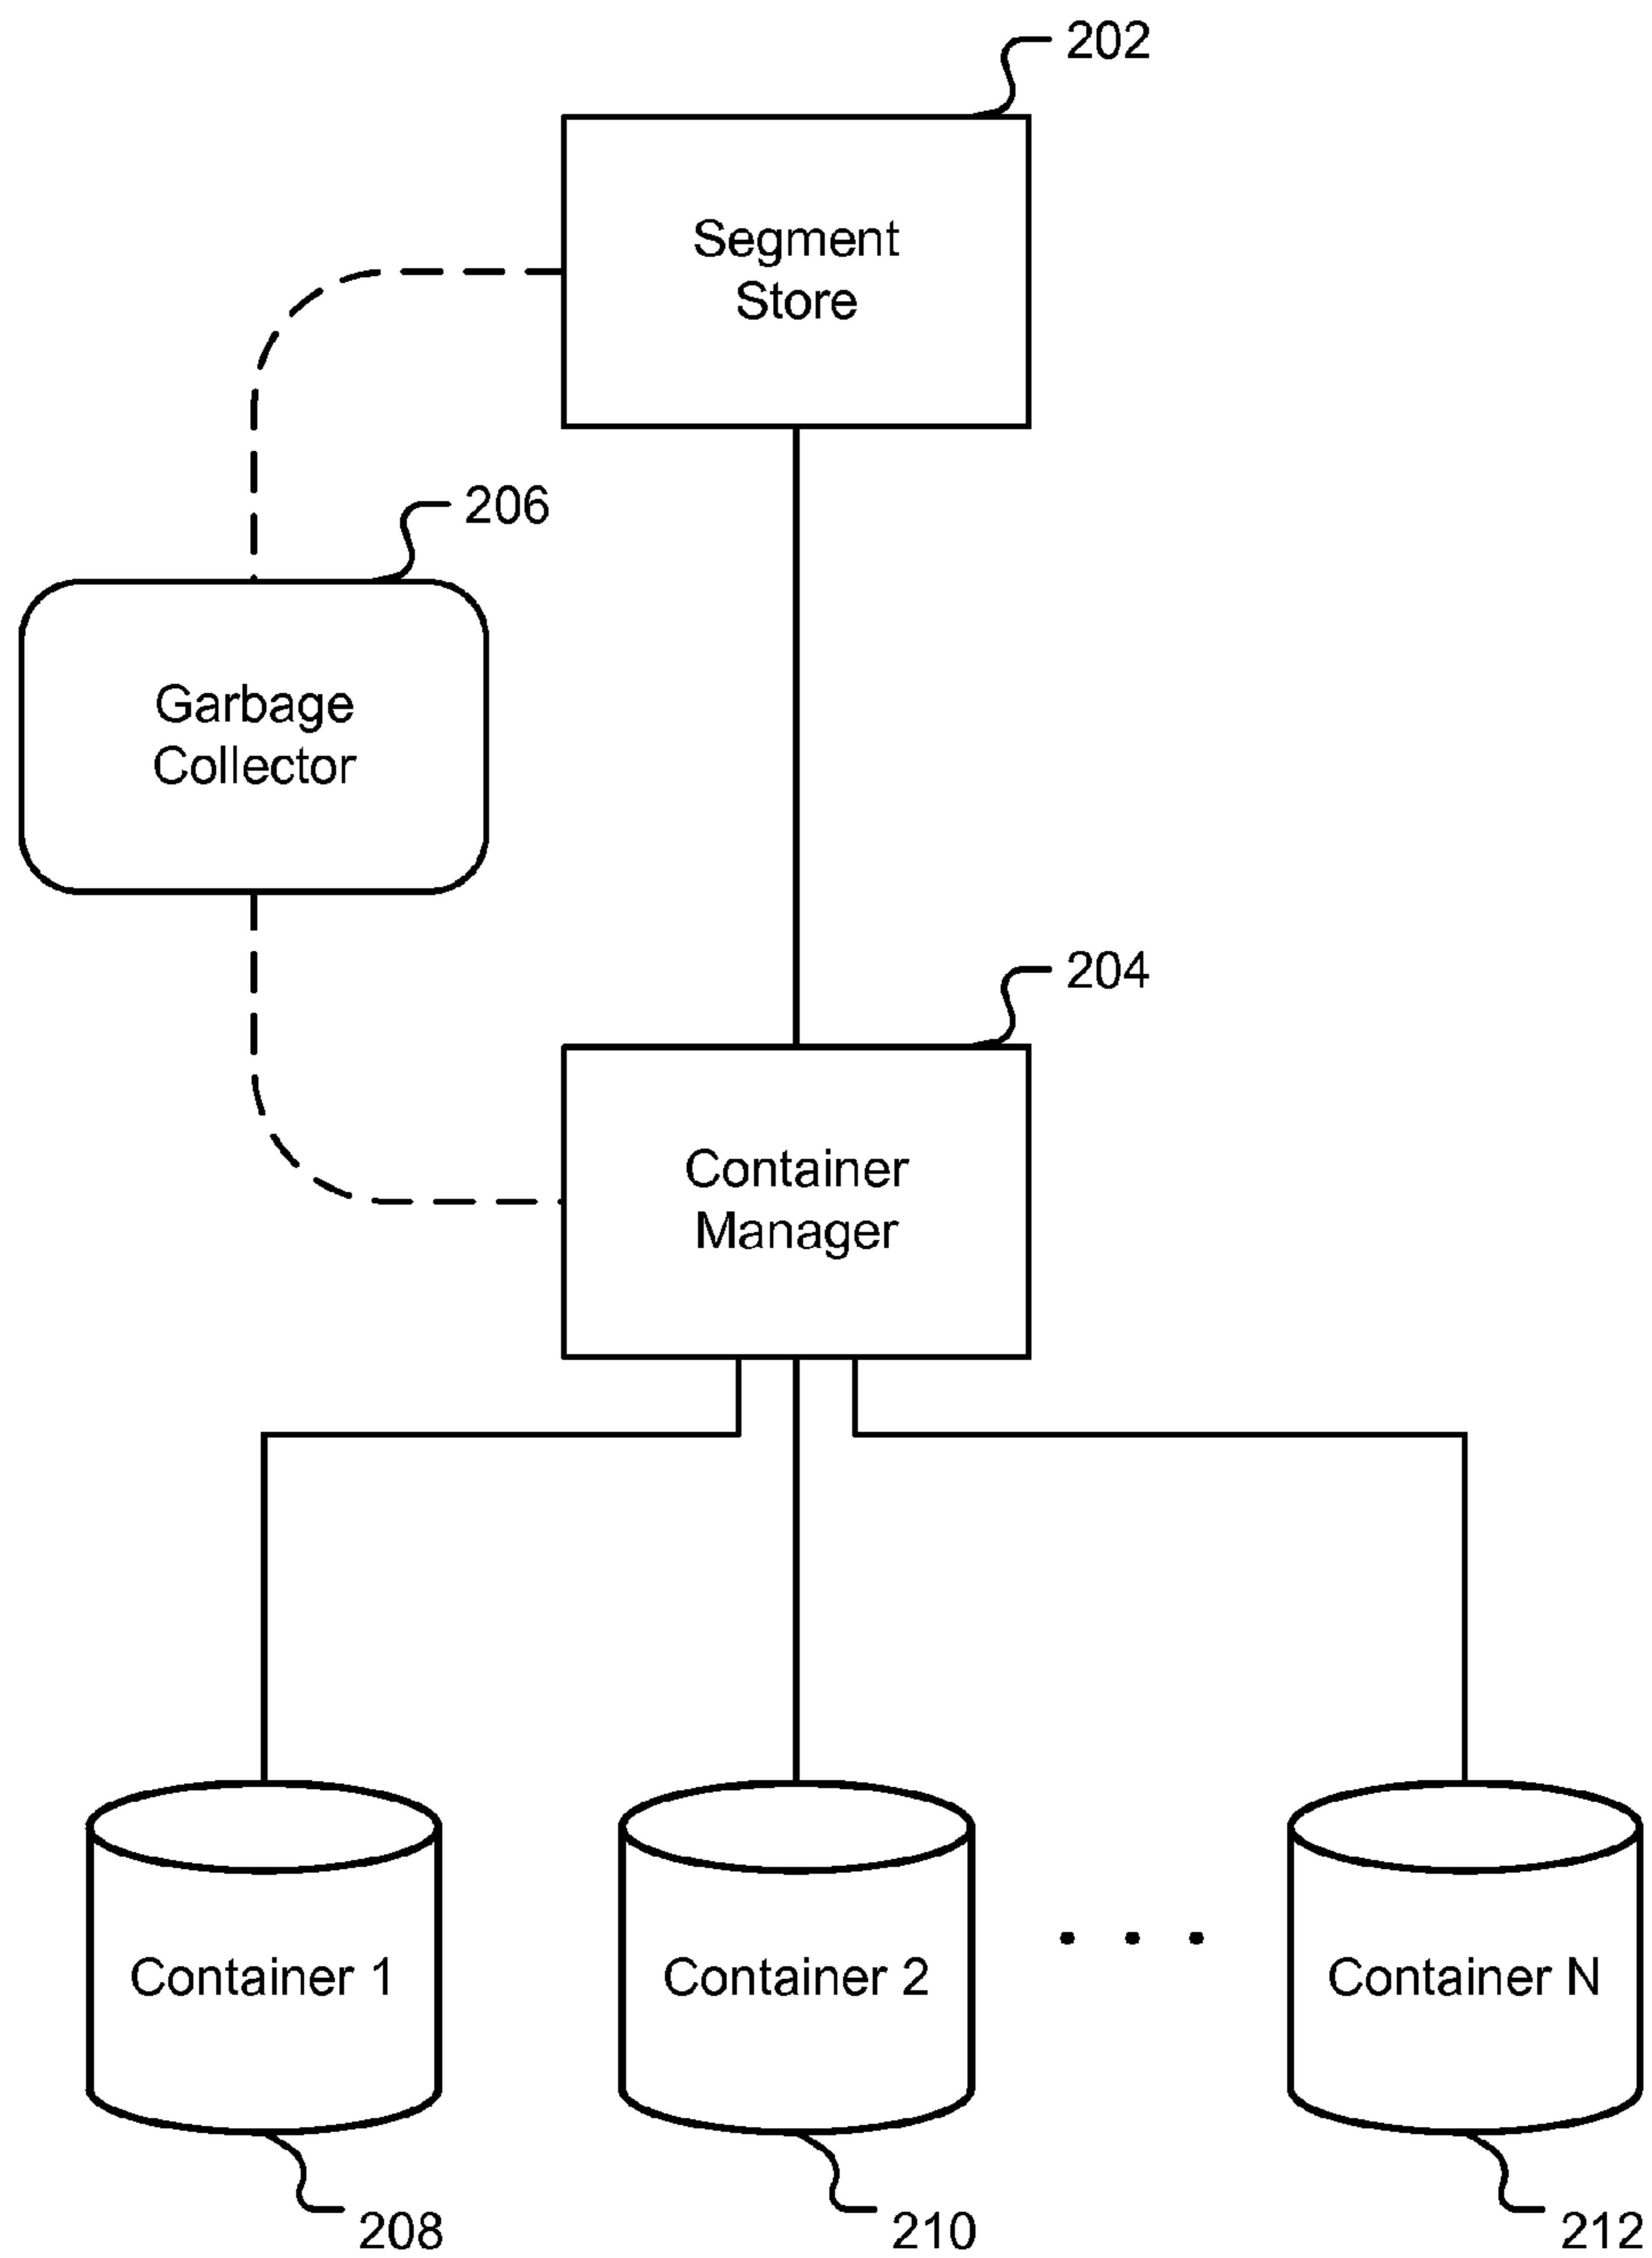 202
Segment
Store
206
Garbage
Collector
204
Container
Manager
Container 1
Container 2
Container N
208
210
212